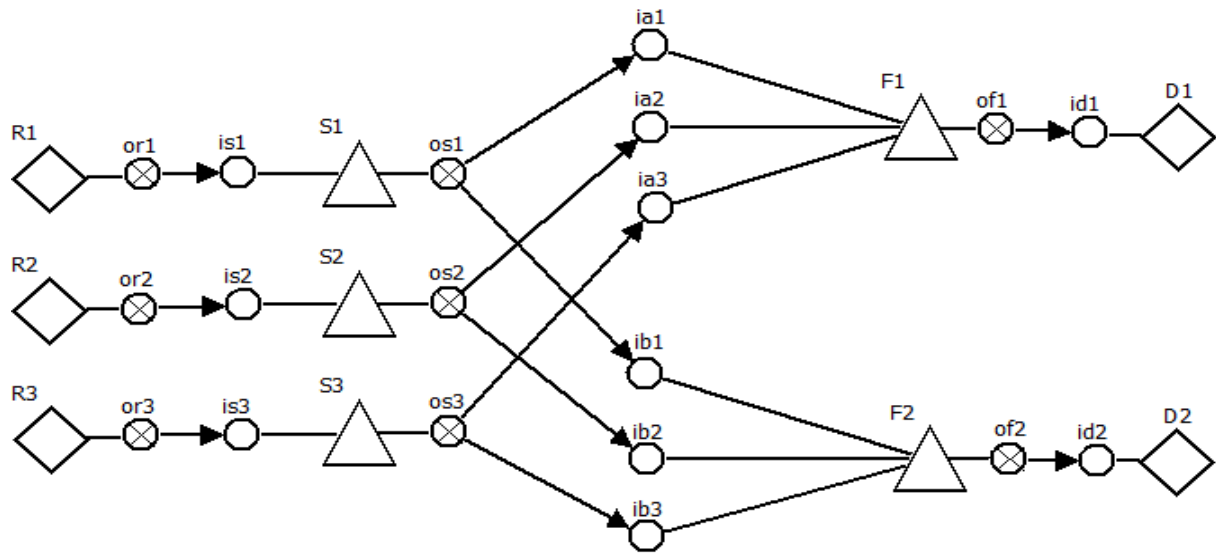 ia1
F1
D1
ia2
of1
id1
R1
or1
is1
S1
os1
ia3
R2
or2
is2
S2
os2
ib1
R3
or3
is3
S3
os3
F2
D2
ib2
of2
id2
ib3